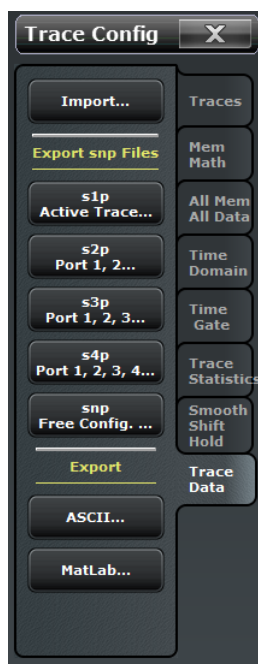 Trace Config X
Import...
Export snp Files
s1p
Active Trace...
s2p
Port 1, 2...
s3p
Port 1, 2, 3...
s4p
Port 1, 2, 3, 4...
snp
Free Config. ...
Export
ASCII...
MatLab...
Traces
Mem
Math
All Mem
All Data
Time
Domain
Time
Gate
Trace
Statistics
Smooth
Shift
Hold
Trace
Data